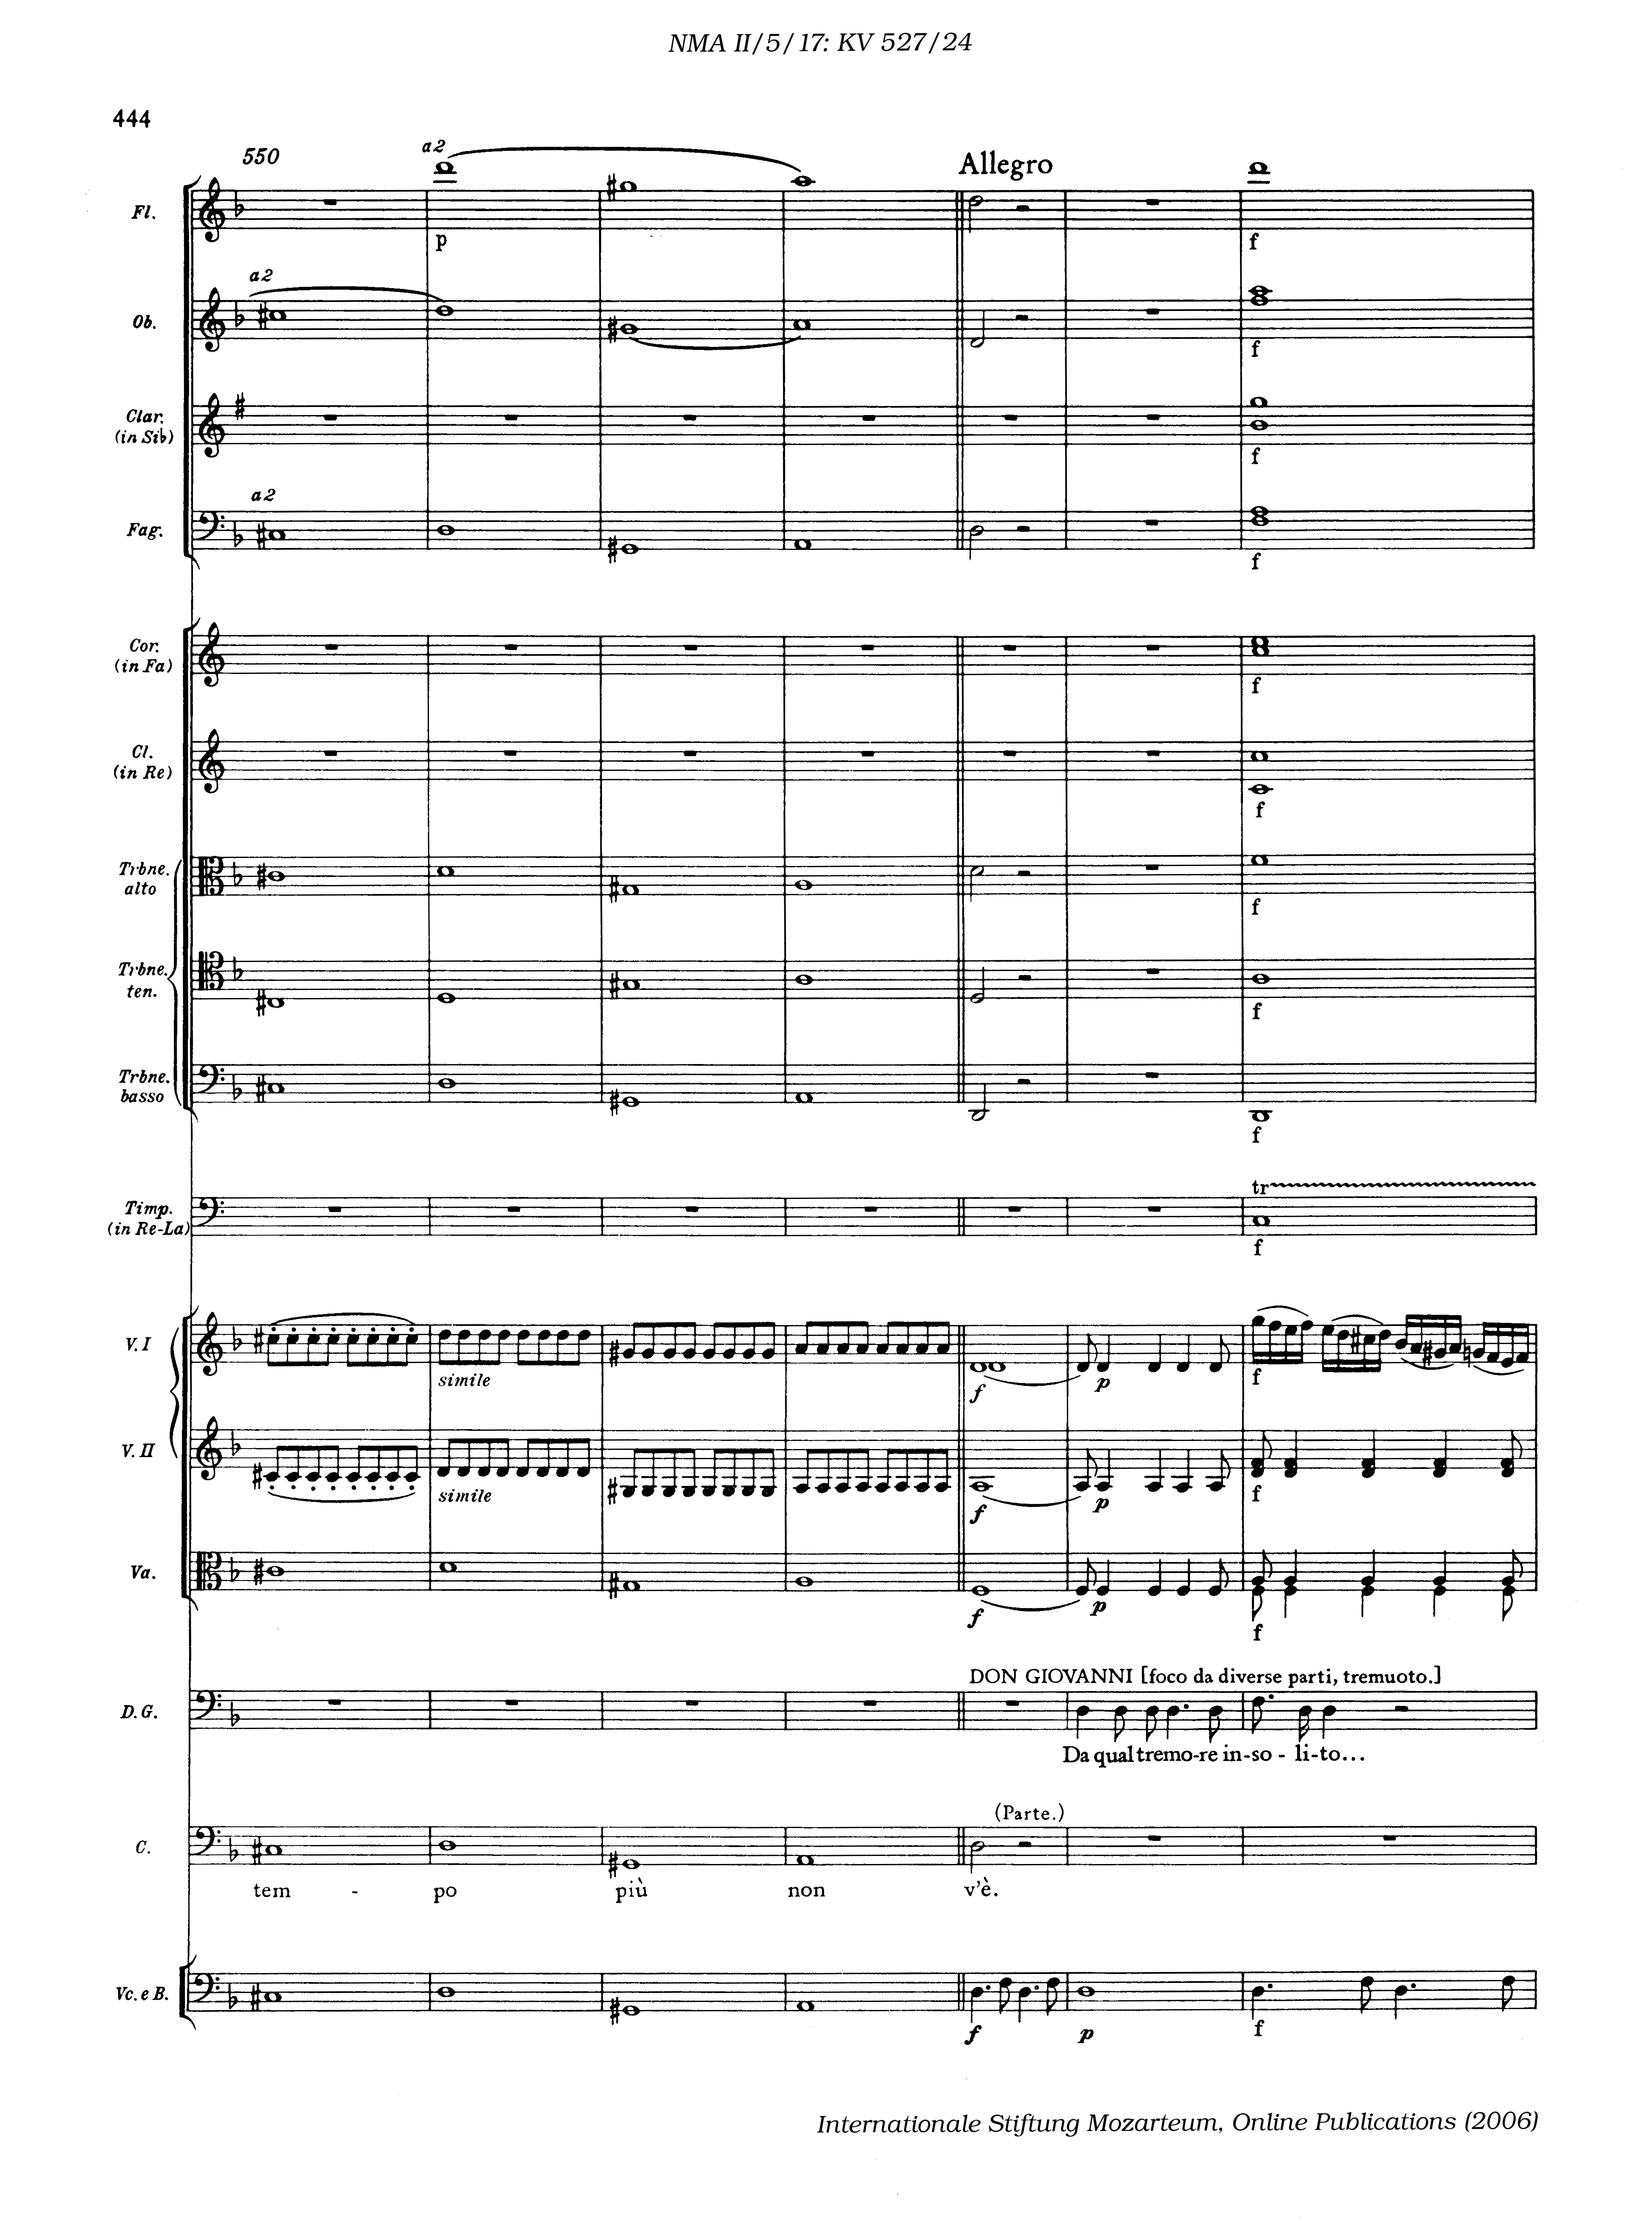 NMA II/5/17: KV 527/24
444
550
a2
Allegro
Fl.
p
f
a2
Ob.
f
Clar.
(in Sib)
f
a2
Fag.
f
Cor.
(in Fa)
f
Cl.
(in Re)
f
Trbne.
alto
f
Trbne.
ten.
f
Trbne.
basso
f
tr
Timp.
(in Re-La)
f
V. I
simile
f
p
f
V. II
simile
f
p
f
Va.
f
p
f
DON GIOVANNI [foco da diverse parti, tremuoto.]
D. G.
Da qual tremo-re in-so - li-to...
(Parte.)
C.
tem - po più non v'è.
Vc. e B.
f
p
f
Internationale Stiftung Mozarteum, Online Publications (2006)